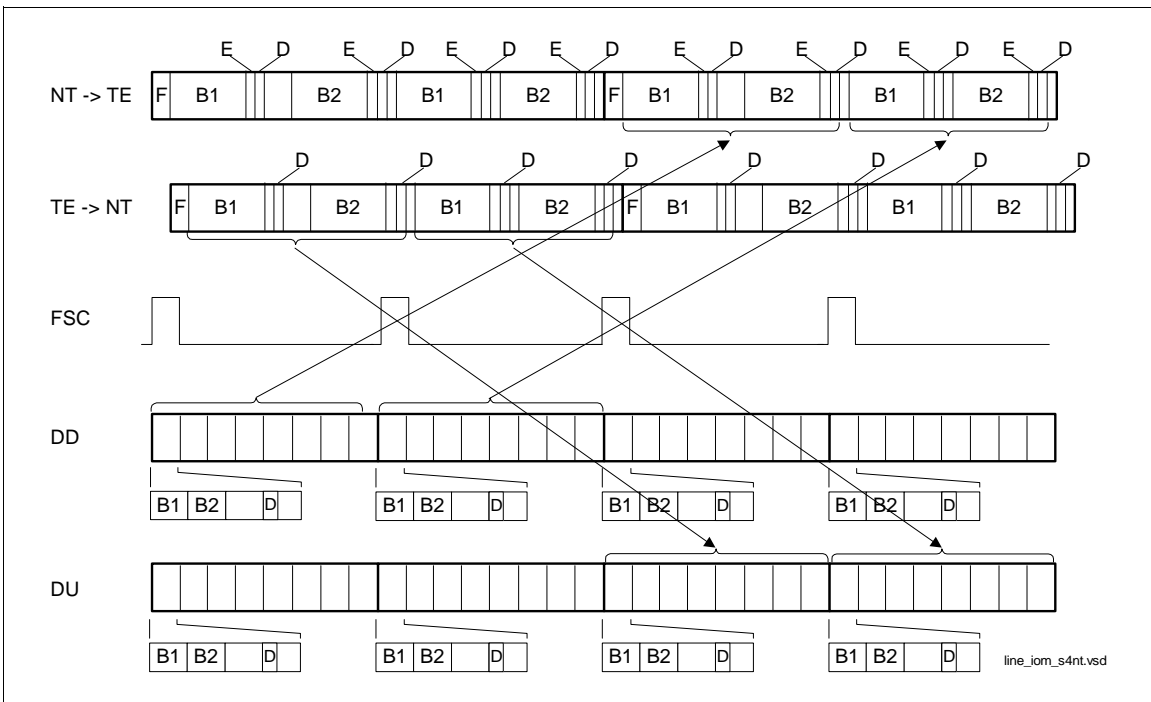 E D E D E D E D E D E D E D E D
NT -> TE F B1 B2 B1 B2 F B1 B2 B1 B2
D D D D D D D D
TE -> NT F B1 B2 B1 B2 F B1 B2 B1 B2
FSC
DD
B1 B2 D B1 B2 D B1 B2 D B1 B2 D
DU
B1 B2 D B1 B2 D B1 B2 D B1 B2 D
line_iom_s4nt.vsd